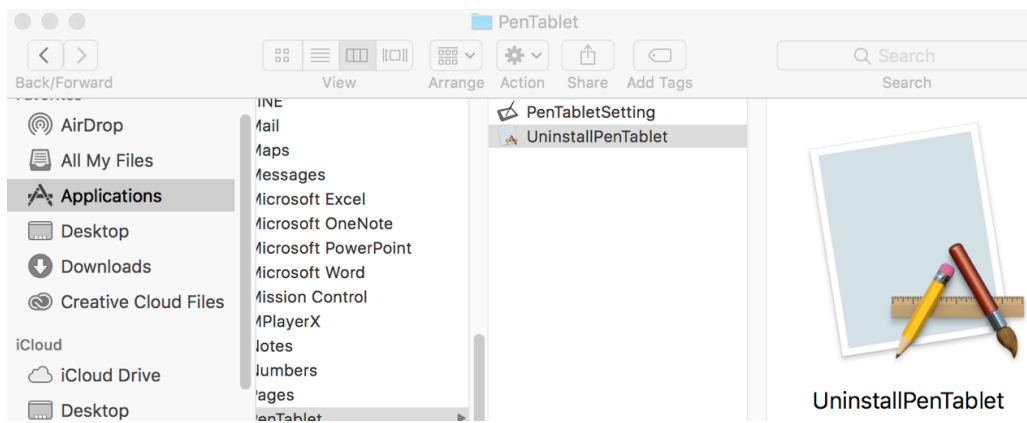 PenTablet
Search
Back/Forward
View
Arrange
Action
Share
Add Tags
Search
AirDrop
All My Files
Applications
Desktop
Downloads
Creative Cloud Files
iCloud
iCloud Drive
Desktop
Mail
Maps
Messages
Microsoft Excel
Microsoft OneNote
Microsoft PowerPoint
Microsoft Word
Mission Control
MPlayerX
Notes
Numbers
Pages
PenTablet
PenTabletSetting
UninstallPenTablet
UninstallPenTablet